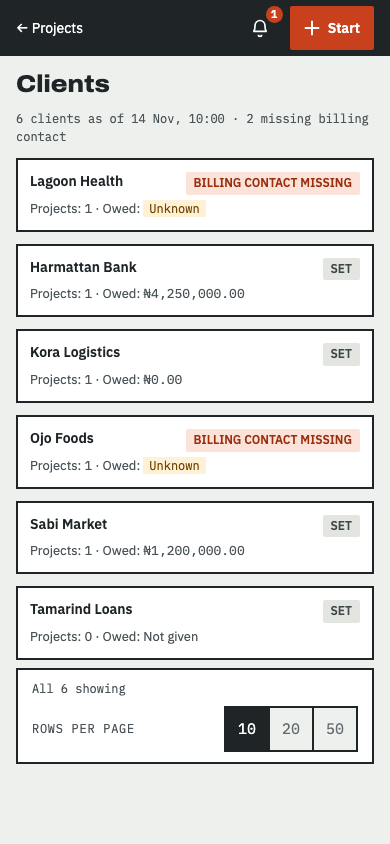 ← Projects
1
+ Start
Clients
6 clients as of 14 Nov, 10:00 · 2 missing billing
contact
Lagoon Health
BILLING CONTACT MISSING
Projects: 1 · Owed: Unknown
Harmattan Bank
SET
Projects: 1 · Owed: ₦4,250,000.00
Kora Logistics
SET
Projects: 1 · Owed: ₦0.00
Ojo Foods
BILLING CONTACT MISSING
Projects: 1 · Owed: Unknown
Sabi Market
SET
Projects: 1 · Owed: ₦1,200,000.00
Tamarind Loans
SET
Projects: 0 · Owed: Not given
All 6 showing
ROWS PER PAGE
10 20 50